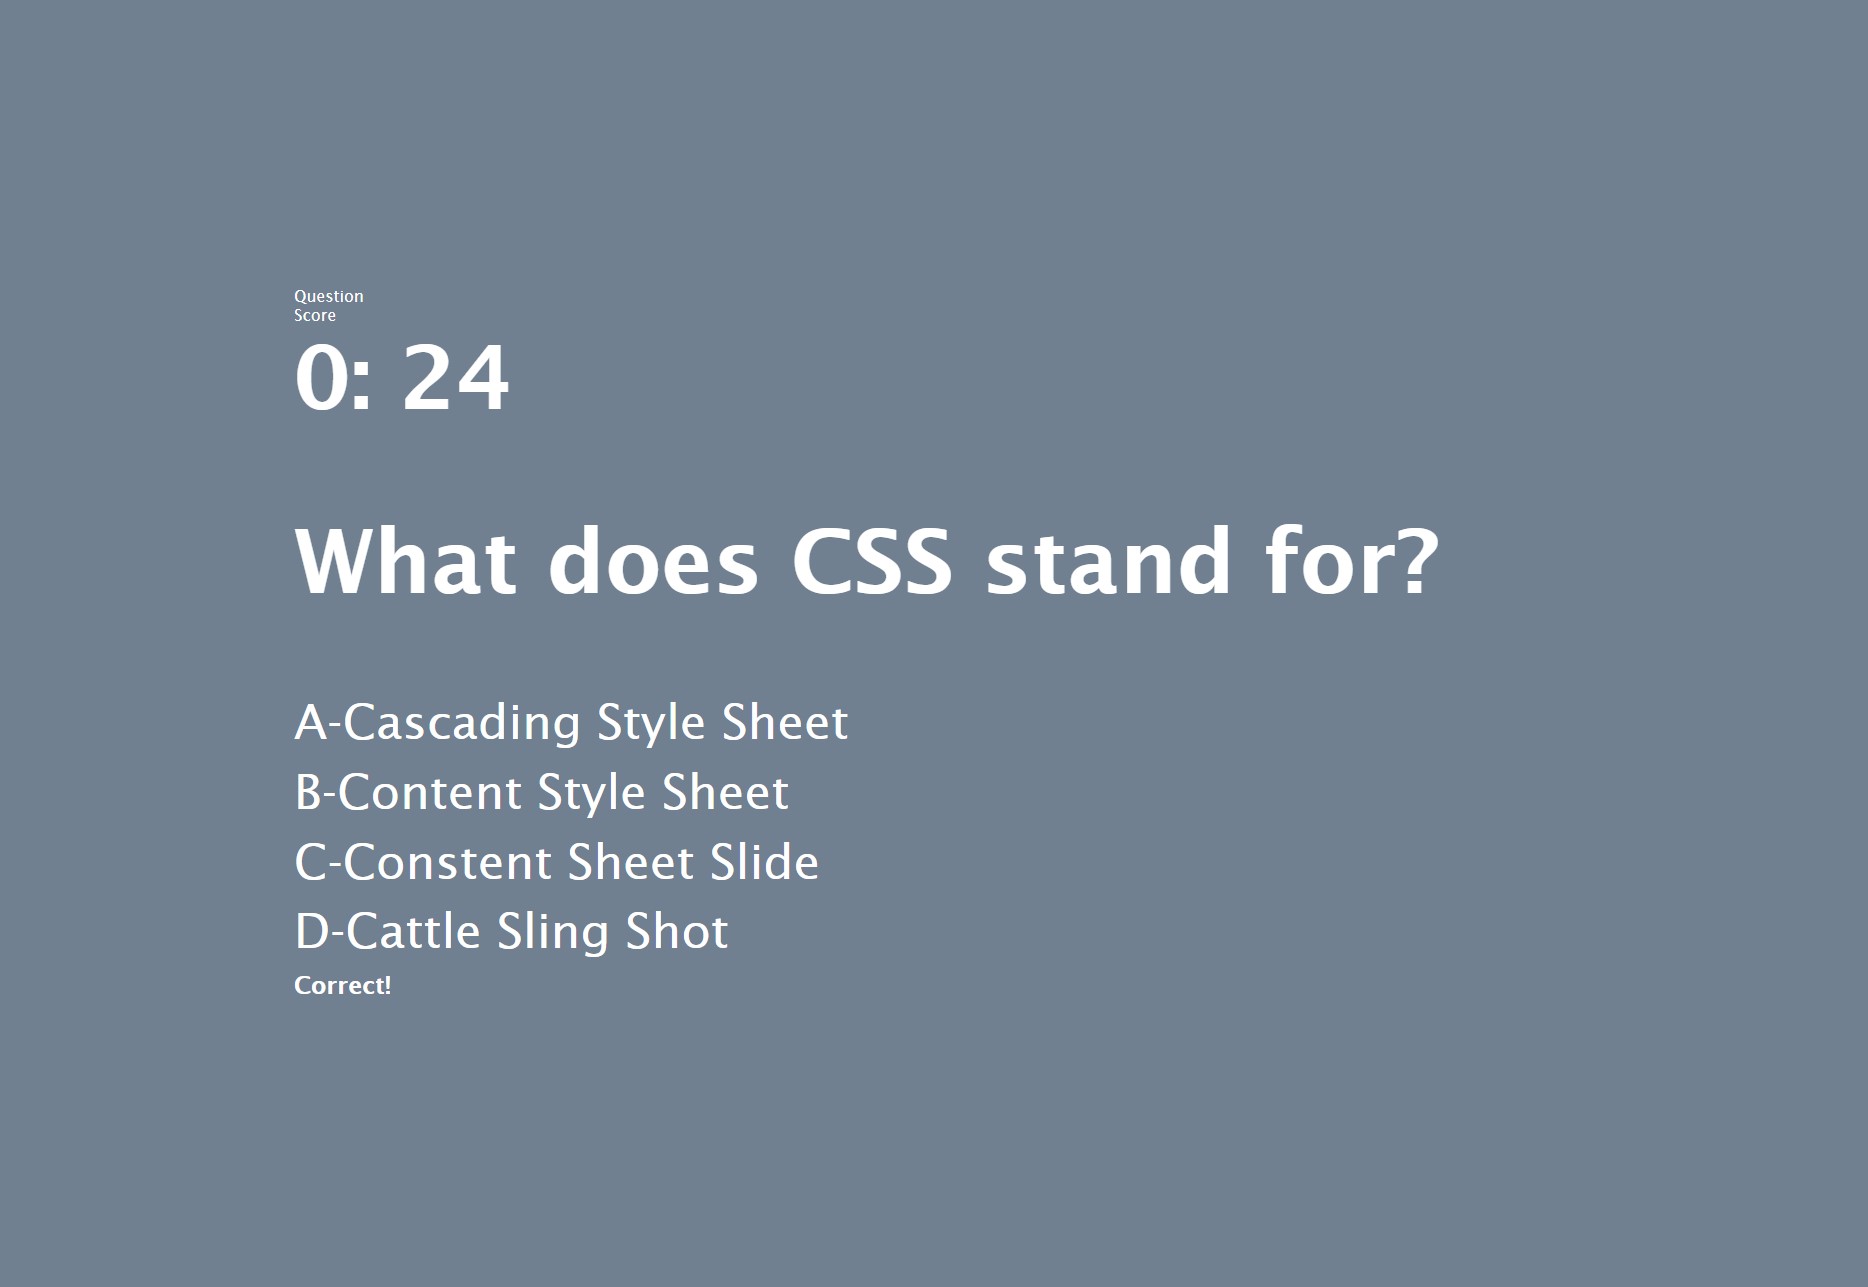 Question
Score
0: 24
What does CSS stand for?
A-Cascading Style Sheet
B-Content Style Sheet
C-Constent Sheet Slide
D-Cattle Sling Shot
Correct!